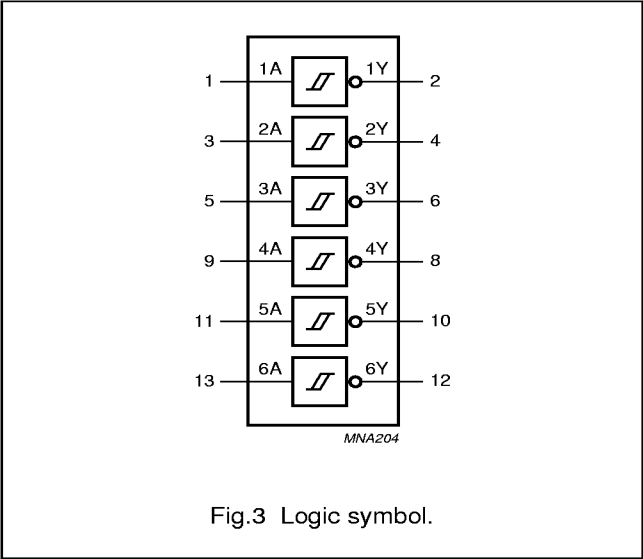 1 1A 1Y 2
3 2A 2Y 4
5 3A 3Y 6
9 4A 4Y 8
11 5A 5Y 10
13 6A 6Y 12
MNA204
Fig.3 Logic symbol.